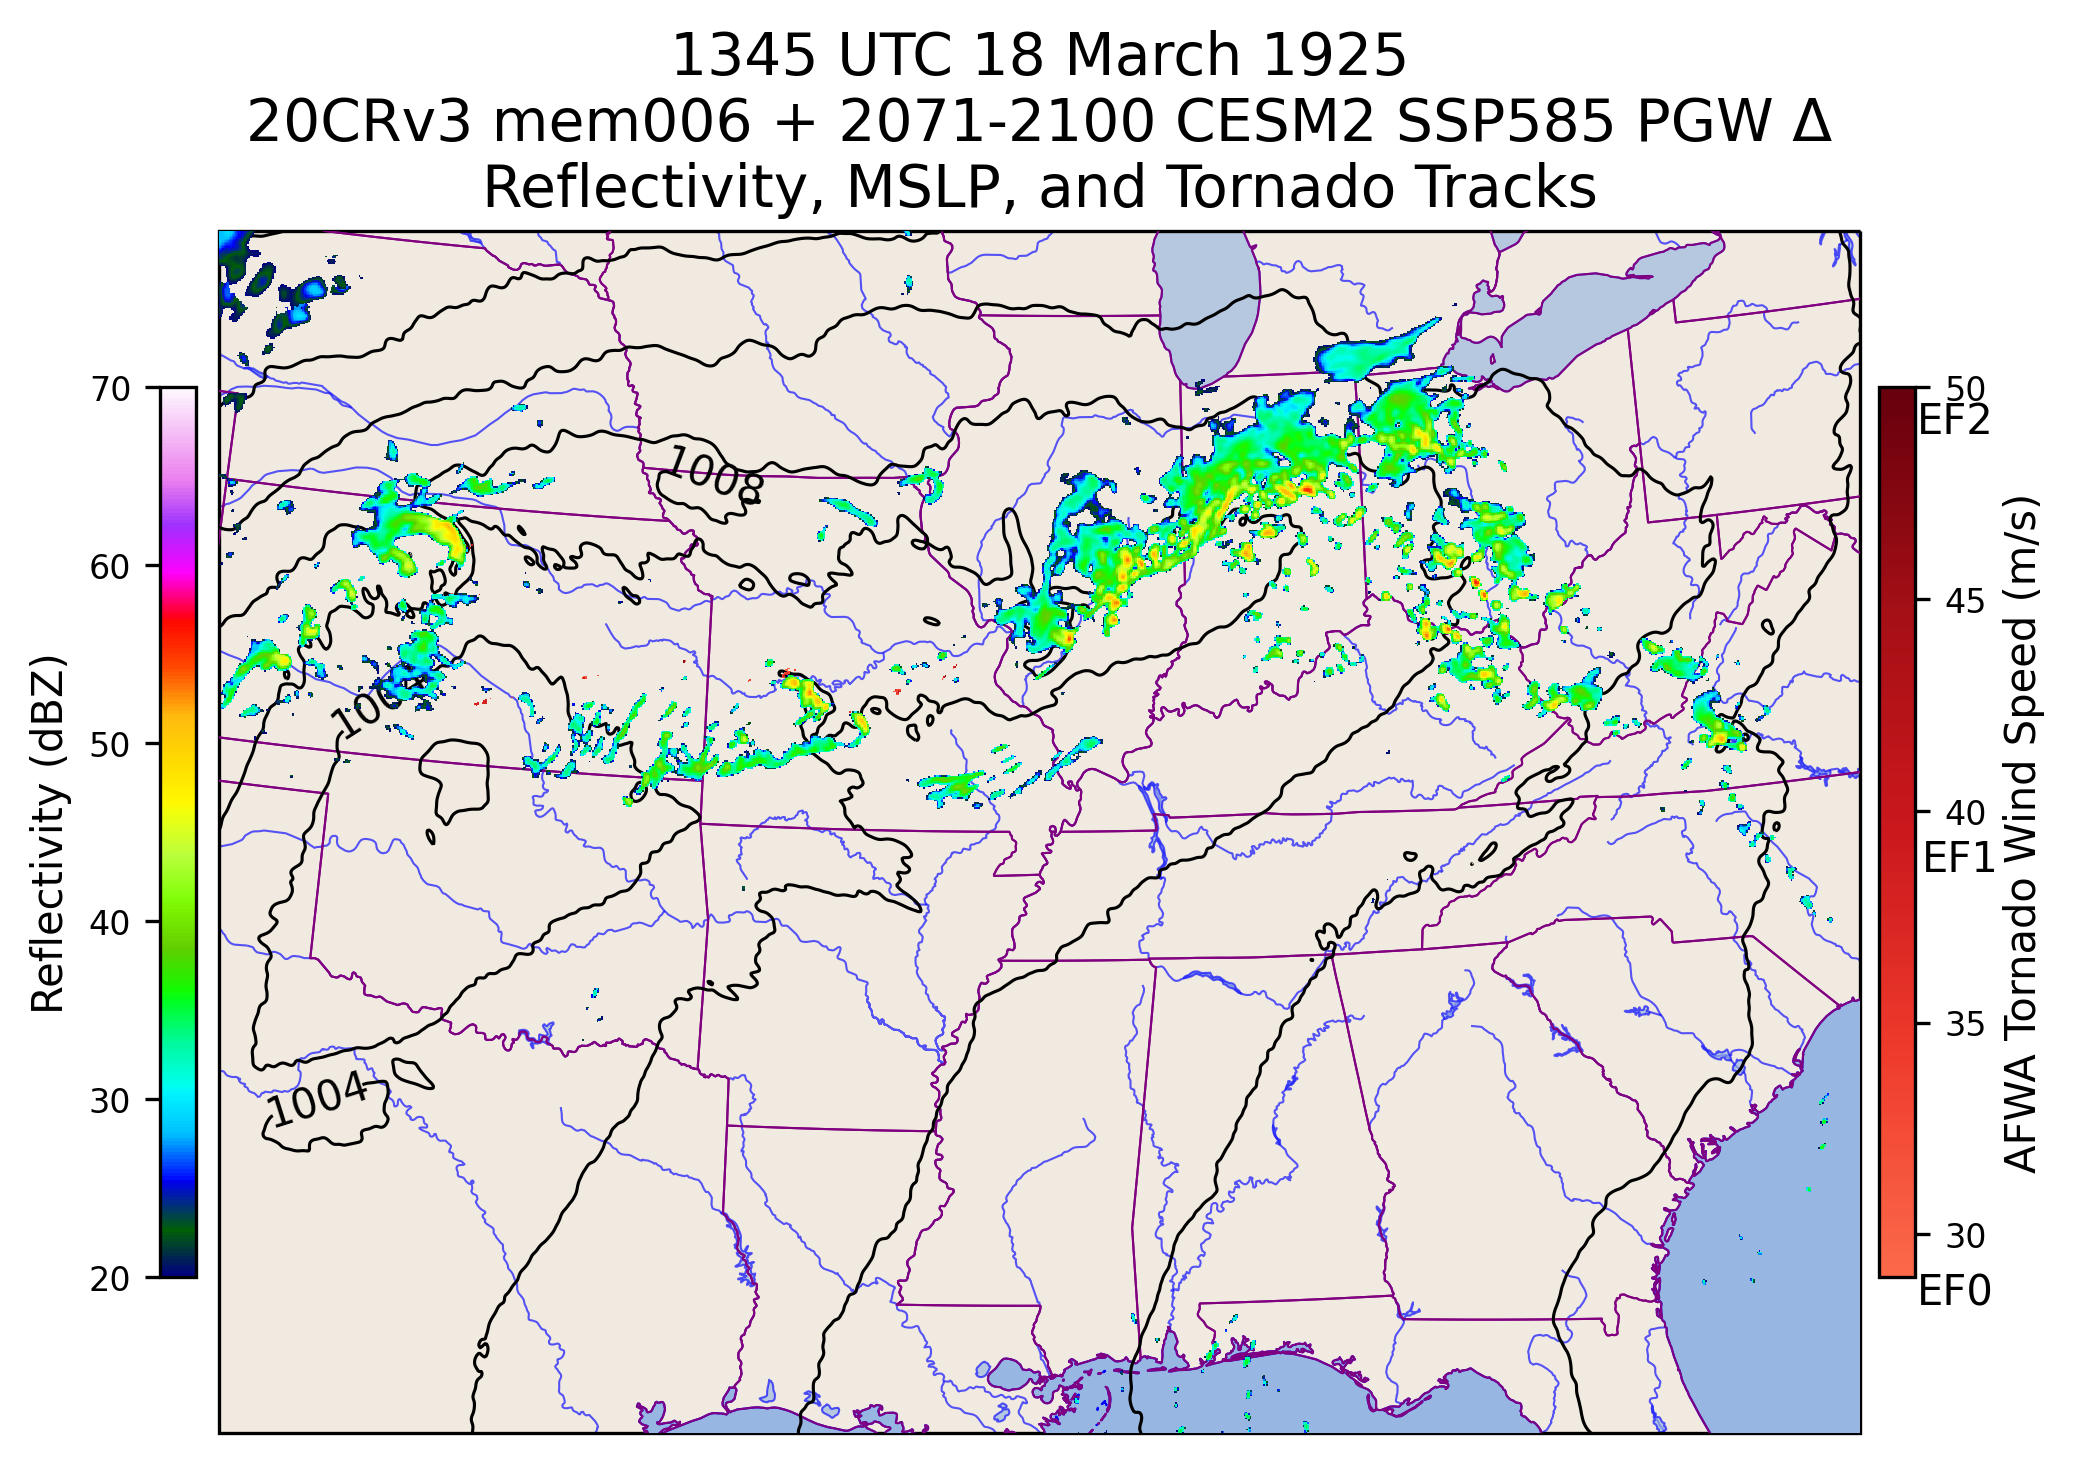 1345 UTC 18 March 1925
20CRv3 mem006 + 2071-2100 CESM2 SSP585 PGW Δ
Reflectivity, MSLP, and Tornado Tracks
70
60
50
40
30
20
Reflectivity (dBZ)
1008
1004
50
EF2
45
40
EF1
35
30
EF0
AFWA Tornado Wind Speed (m/s)